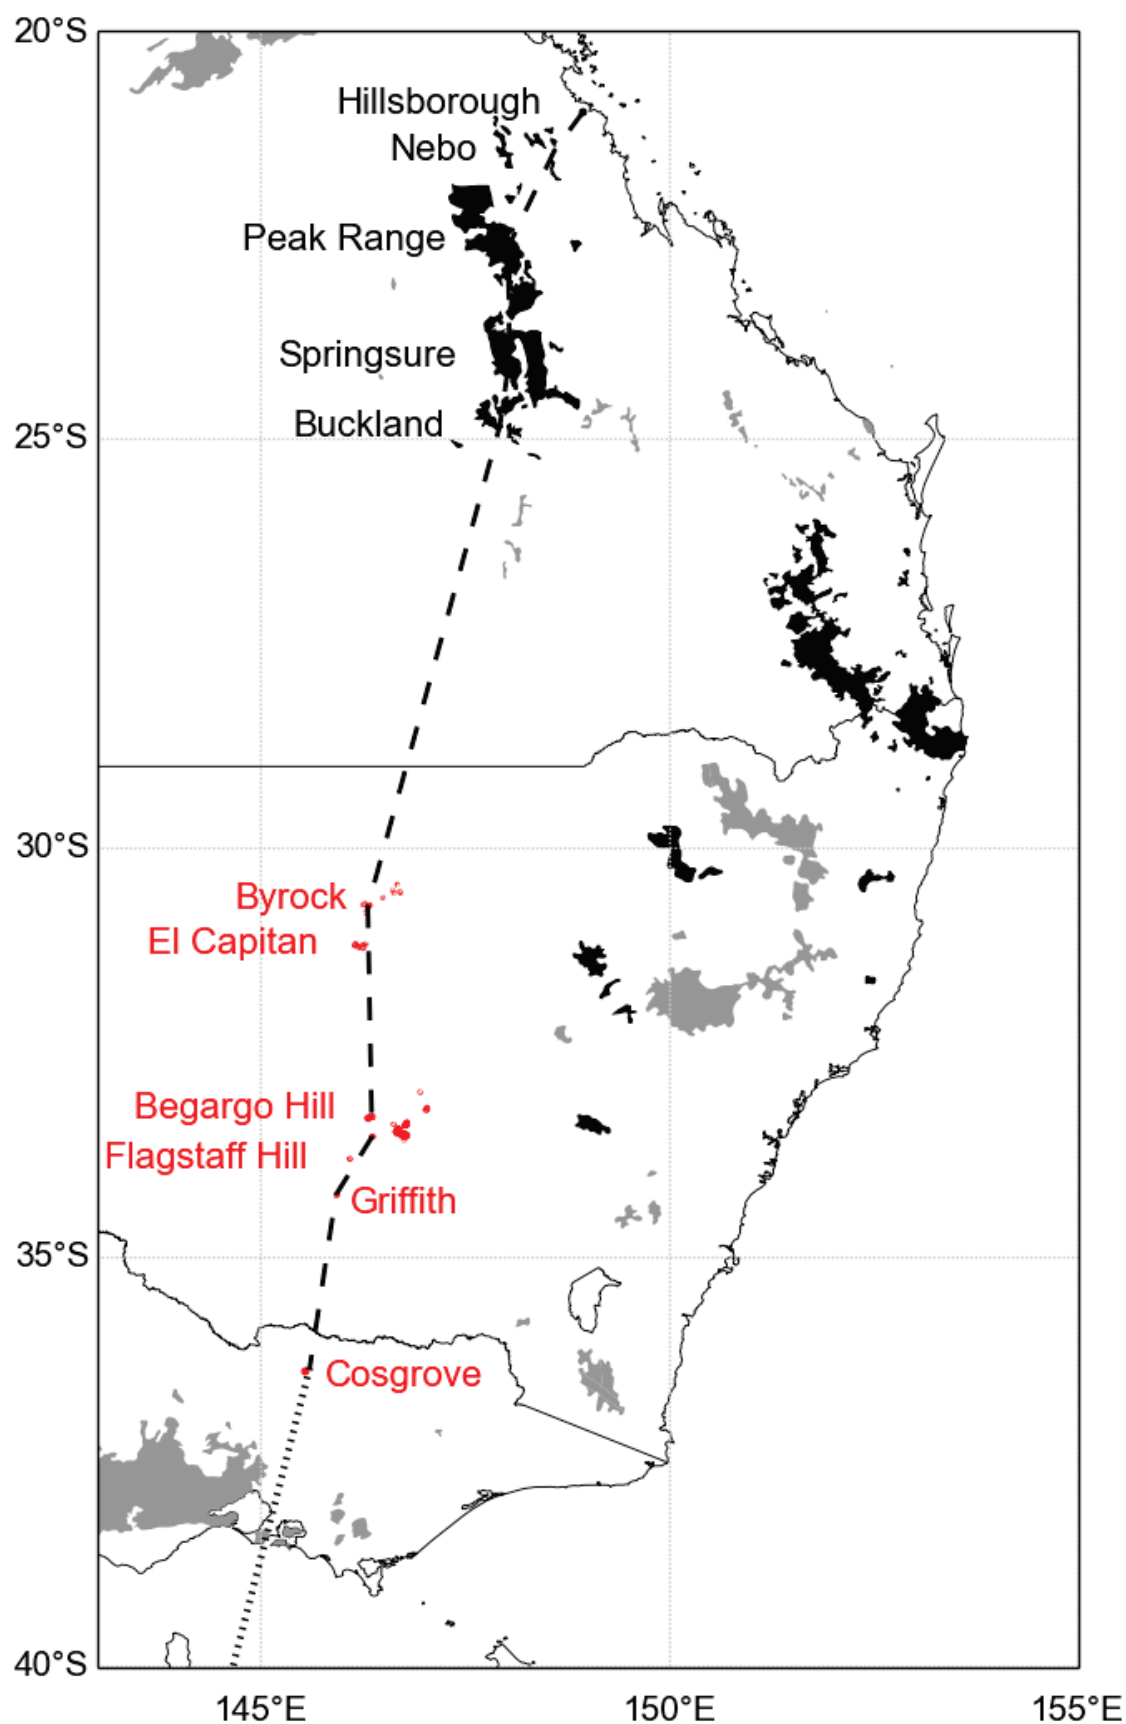 20°S
Hillsborough
Nebo
Peak Range
Springsure
Buckland
25°S
30°S
Byrock
El Capitan
Begargo Hill
Flagstaff Hill
Griffith
35°S
Cosgrove
40°S
145°E 150°E 155°E